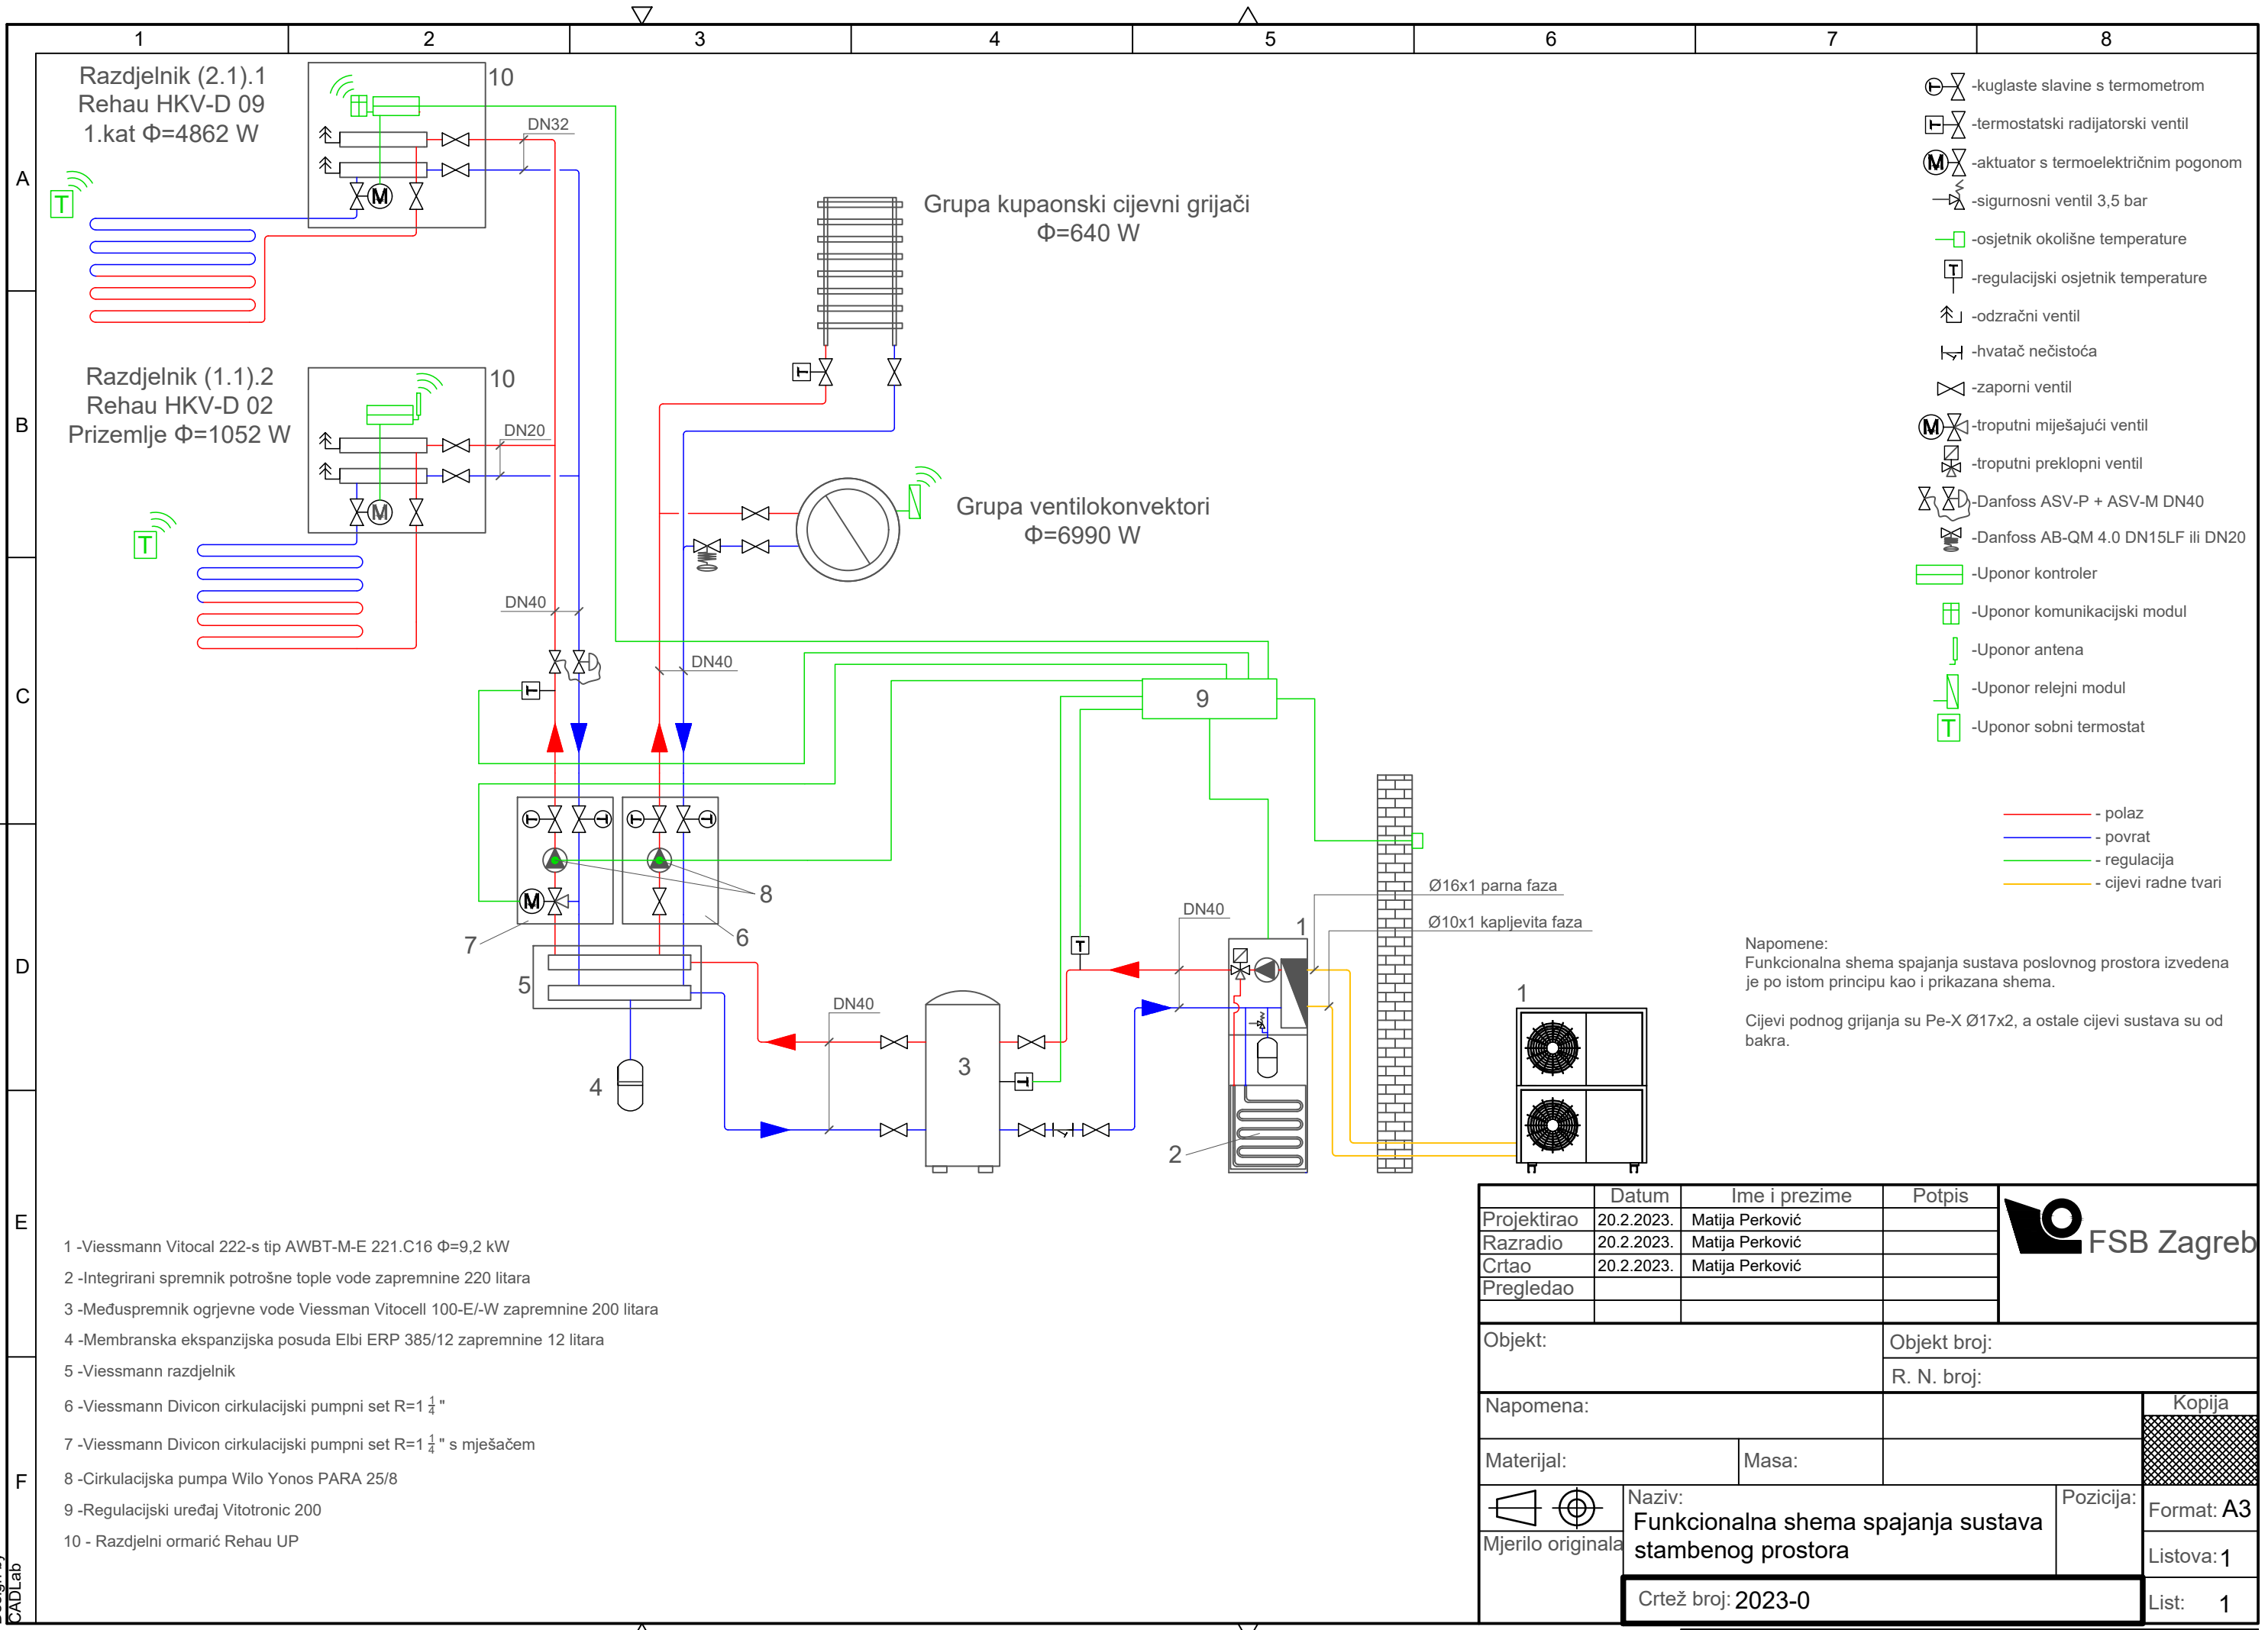 1 2 3 4 5 6 7 8
A
B
C
D
E
F
Razdjelnik (2.1).1
Rehau HKV-D 09
1.kat Φ=4862 W
10
DN32
M
T
Razdjelnik (1.1).2
Rehau HKV-D 02
Prizemlje Φ=1052 W
10
DN20
M
T
Grupa kupaonski cijevni grijači
Φ=640 W
T
Grupa ventilokonvektori
Φ=6990 W
DN40
DN40
T
9
T T T T
M
8
7
6
5
4
DN40
3
T
T
DN40
1
2
Ø16x1 parna faza
Ø10x1 kapljevita faza
1
T -kuglaste slavine s termometrom
T -termostatski radijatorski ventil
M -aktuator s termoelektričnim pogonom
-sigurnosni ventil 3,5 bar
-osjetnik okolišne temperature
T -regulacijski osjetnik temperature
-odzračni ventil
-hvatač nečistoća
-zaporni ventil
M -troputni miješajući ventil
-troputni preklopni ventil
-Danfoss ASV-P + ASV-M DN40
-Danfoss AB-QM 4.0 DN15LF ili DN20
-Uponor kontroler
-Uponor komunikacijski modul
-Uponor antena
-Uponor relejni modul
T -Uponor sobni termostat
- polaz
- povrat
- regulacija
- cijevi radne tvari
Napomene:
Funkcionalna shema spajanja sustava poslovnog prostora izvedena
je po istom principu kao i prikazana shema.
Cijevi podnog grijanja su Pe-X Ø17x2, a ostale cijevi sustava su od
bakra.
1 -Viessmann Vitocal 222-s tip AWBT-M-E 221.C16 Φ=9,2 kW
2 -Integrirani spremnik potrošne tople vode zapremnine 220 litara
3 -Međuspremnik ogrjevne vode Viessman Vitocell 100-E/-W zapremnine 200 litara
4 -Membranska ekspanzijska posuda Elbi ERP 385/12 zapremnine 12 litara
5 -Viessmann razdjelnik
6 -Viessmann Divicon cirkulacijski pumpni set R=1 1/4 "
7 -Viessmann Divicon cirkulacijski pumpni set R=1 1/4 " s mješačem
8 -Cirkulacijska pumpa Wilo Yonos PARA 25/8
9 -Regulacijski uređaj Vitotronic 200
10 - Razdjelni ormarić Rehau UP
CADLab
Datum Ime i prezime Potpis
Projektirao 20.2.2023. Matija Perković
Razradio 20.2.2023. Matija Perković
Crtao 20.2.2023. Matija Perković
Pregledao
FSB Zagreb
Objekt:
Objekt broj:
R. N. broj:
Napomena:
Kopija
Materijal: Masa:
Naziv:
Funkcionalna shema spajanja sustava
stambenog prostora
Pozicija:
Format: A3
Mjerilo originala
Listova: 1
Crtež broj: 2023-0
List: 1